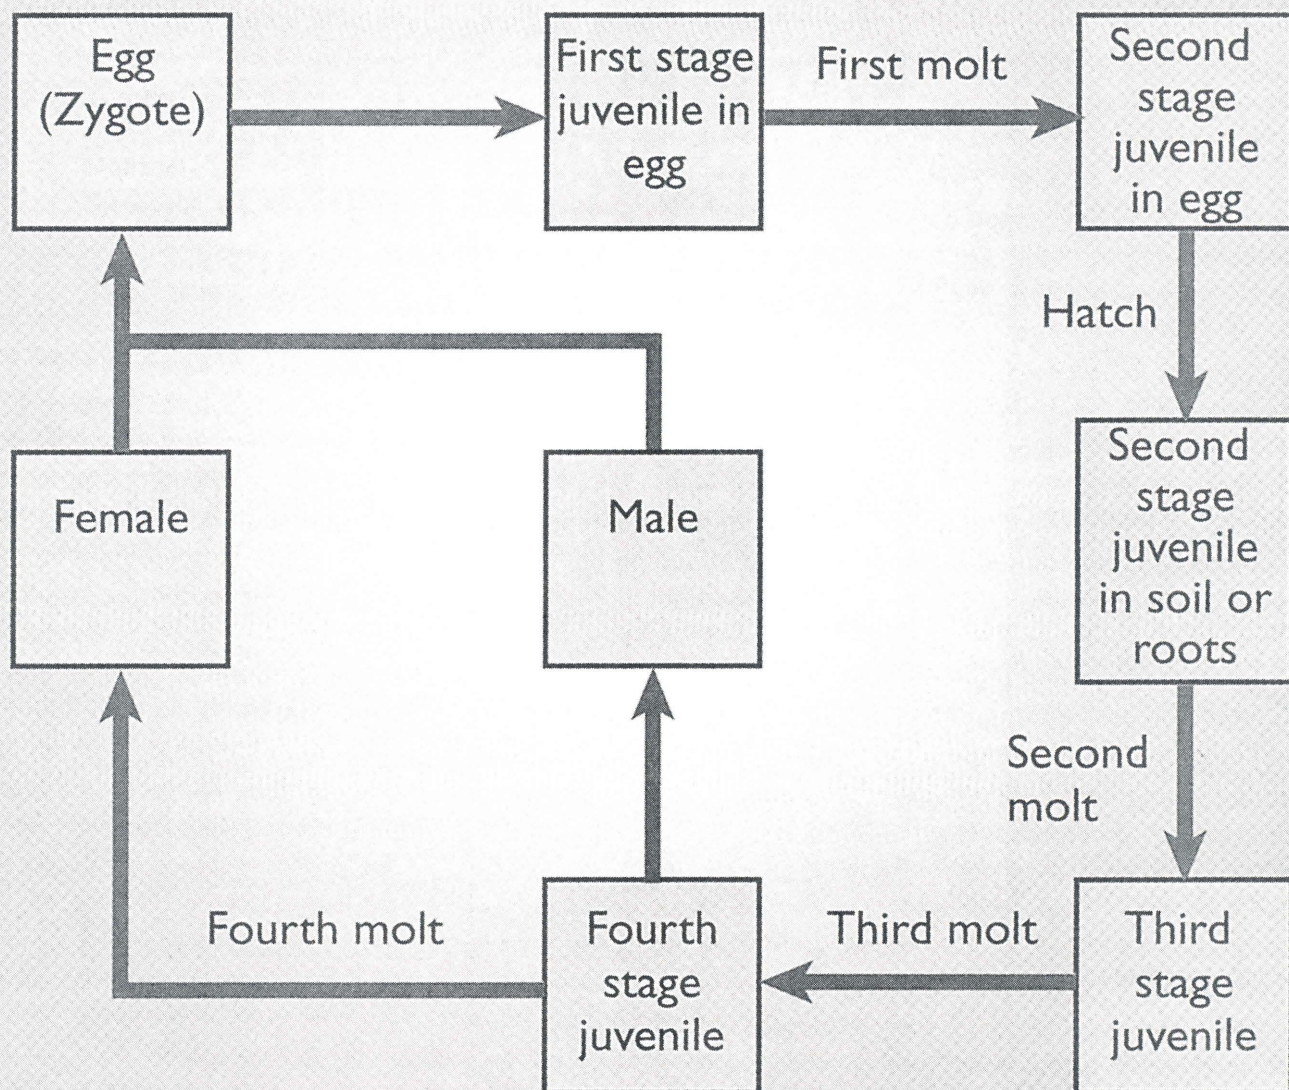 Egg
(Zygote)
First stage
juvenile in
egg
First molt
Second
stage
juvenile
in egg
Hatch
Second
stage
juvenile
in soil or
roots
Second
molt
Third
stage
juvenile
Third molt
Fourth
stage
juvenile
Fourth molt
Male
Female